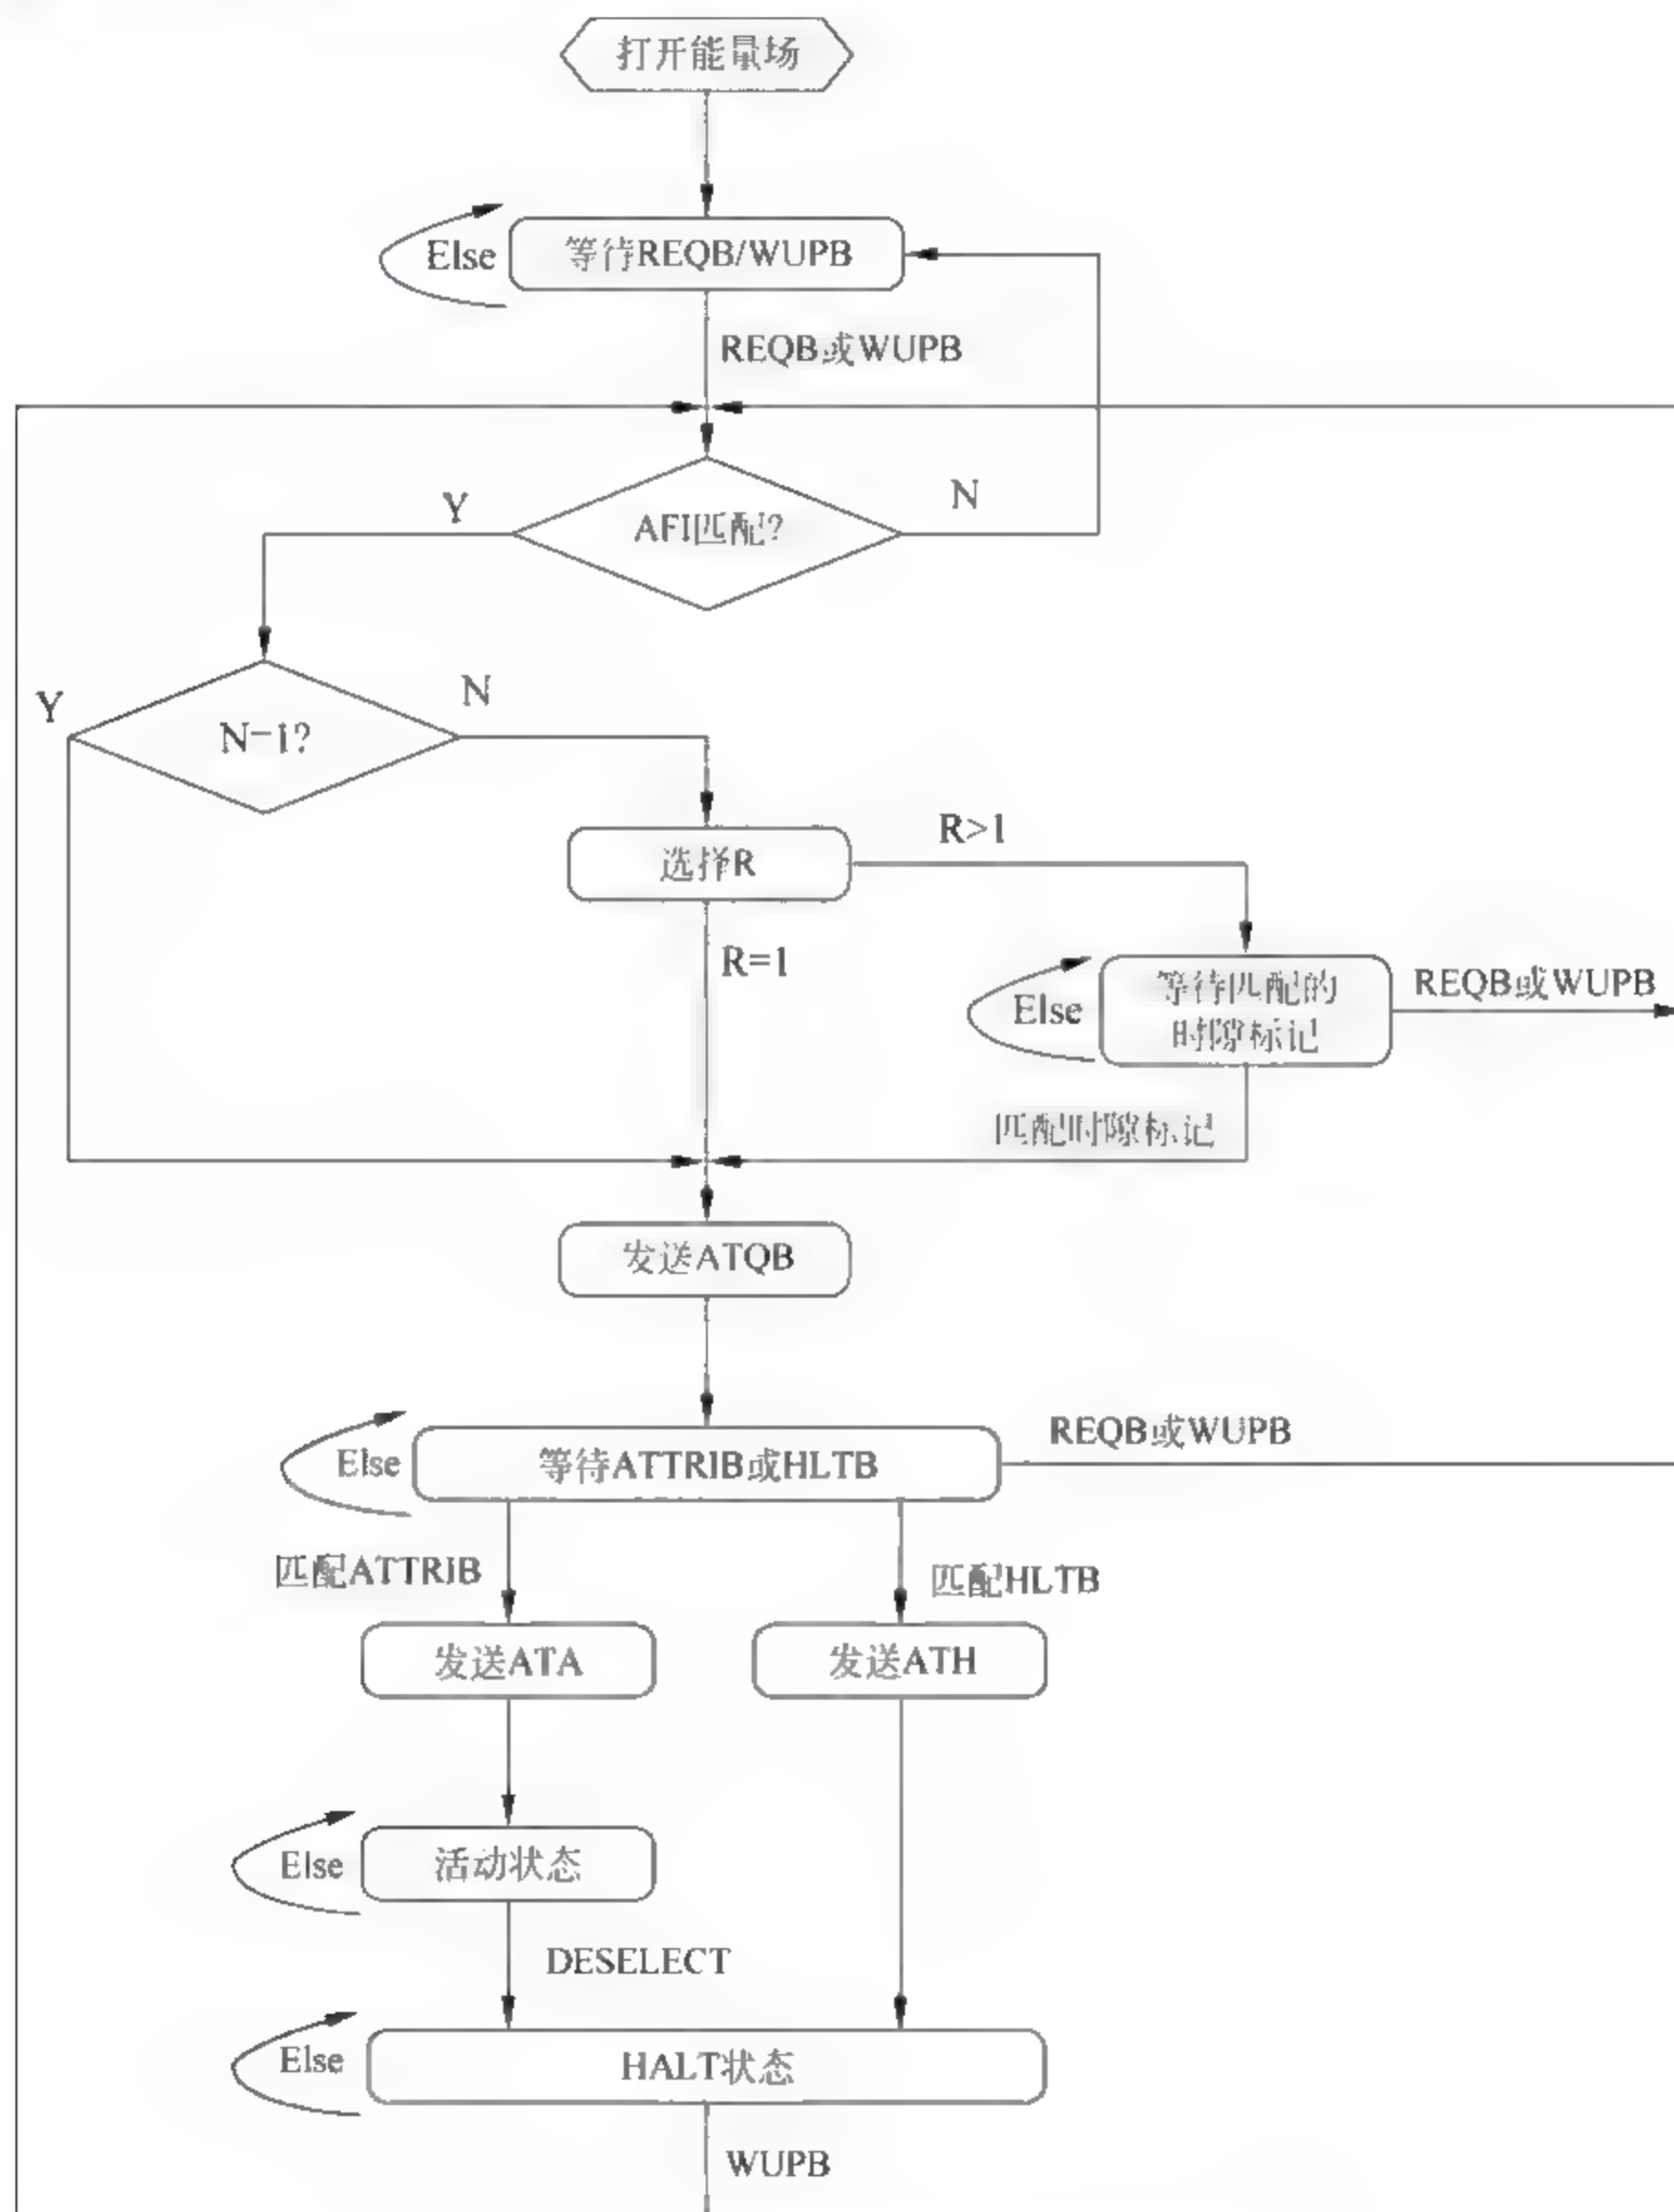 打开能量场
等待REQB/WUPB
Else
REQB或WUPB
AFI匹配?
Y
N
N=1?
Y
N
选择R
R>1
R=1
等待匹配的
时隙标记
Else
REQB或WUPB
匹配时隙标记
发送ATQB
等待ATTRIB或HLTB
Else
REQB或WUPB
匹配ATTRIB
匹配HLTB
发送ATA
发送ATH
活动状态
Else
DESELECT
HALT状态
Else
WUPB